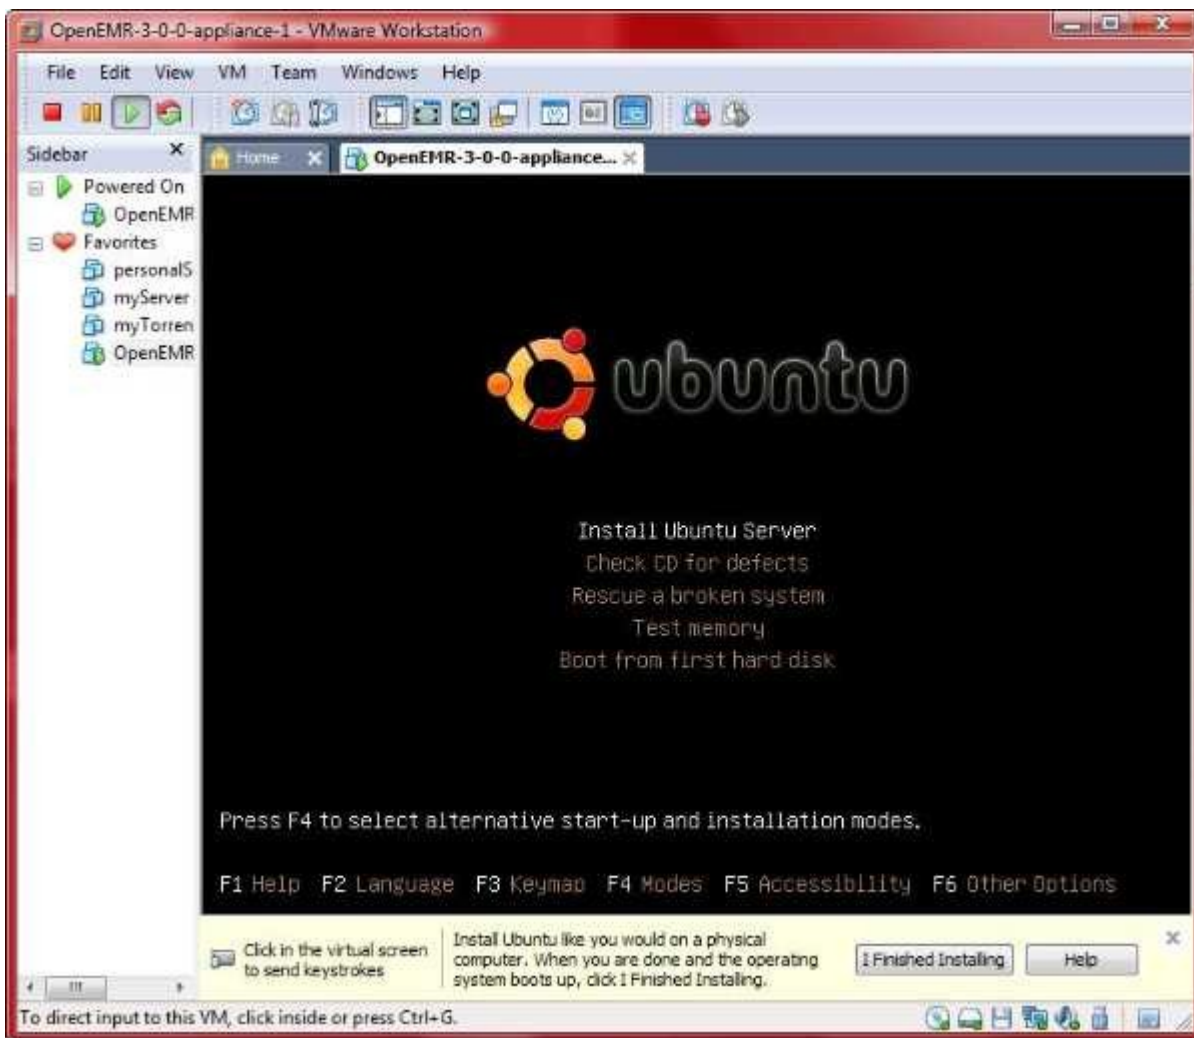 OpenEMR-3-0-0-appliance-1 - VMware Workstation
File Edit View VM Team Windows Help
Sidebar
Home
OpenEMR-3-0-0-appliance...
Powered On
OpenEMR
Favorites
personalS
myServer
myTorren
OpenEMR
ubuntu
Install Ubuntu Server
Check CD for defects
Rescue a broken system
Test memory
Boot from first hard disk
Press F4 to select alternative start-up and installation modes.
F1 Help F2 Language F3 Keymap F4 Modes F5 Accessibility F6 Other Options
Click in the virtual screen
to send keystrokes
Install Ubuntu like you would on a physical
computer. When you are done and the operating
system boots up, click I Finished Installing.
I Finished Installing
Help
To direct input to this VM, click inside or press Ctrl+G.